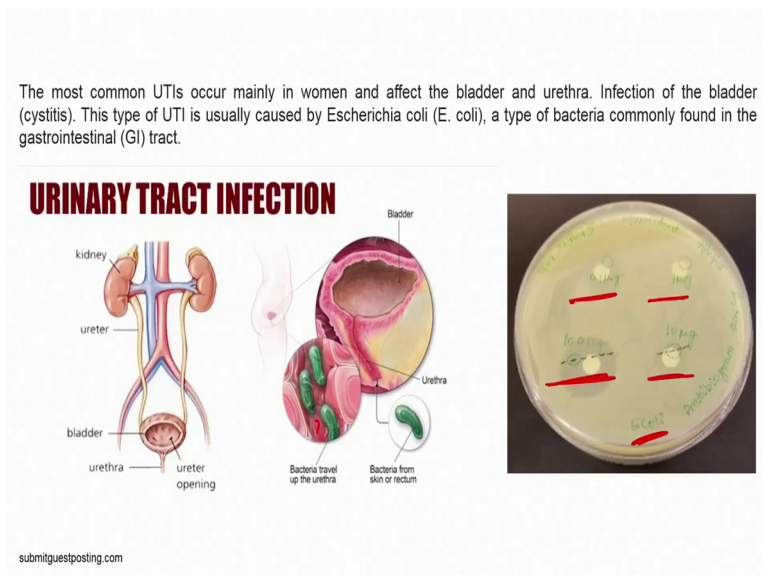 The most common UTIs occur mainly in women and affect the bladder and urethra. Infection of the bladder
(cystitis). This type of UTI is usually caused by Escherichia coli (E. coli), a type of bacteria commonly found in the
gastrointestinal (GI) tract.
URINARY TRACT INFECTION
kidney
ureter
bladder
urethra
ureter
opening
Bladder
Urethra
Bacteria travel
up the urethra
Bacteria from
skin or rectum
1µg
10µg
E coli
Antibiogram
submitguestposting.com